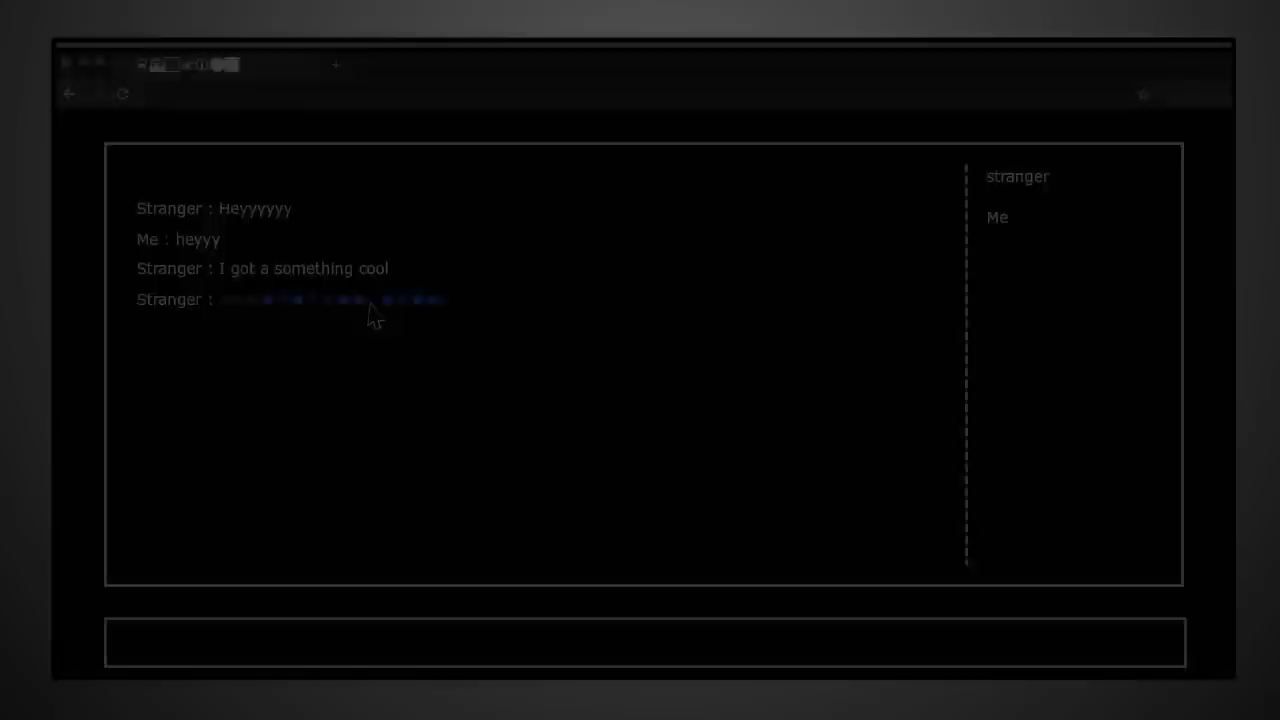 stranger
Stranger : Heyyyyyy
Me
Me : heyyy
Stranger : I got a something cool
Stranger :